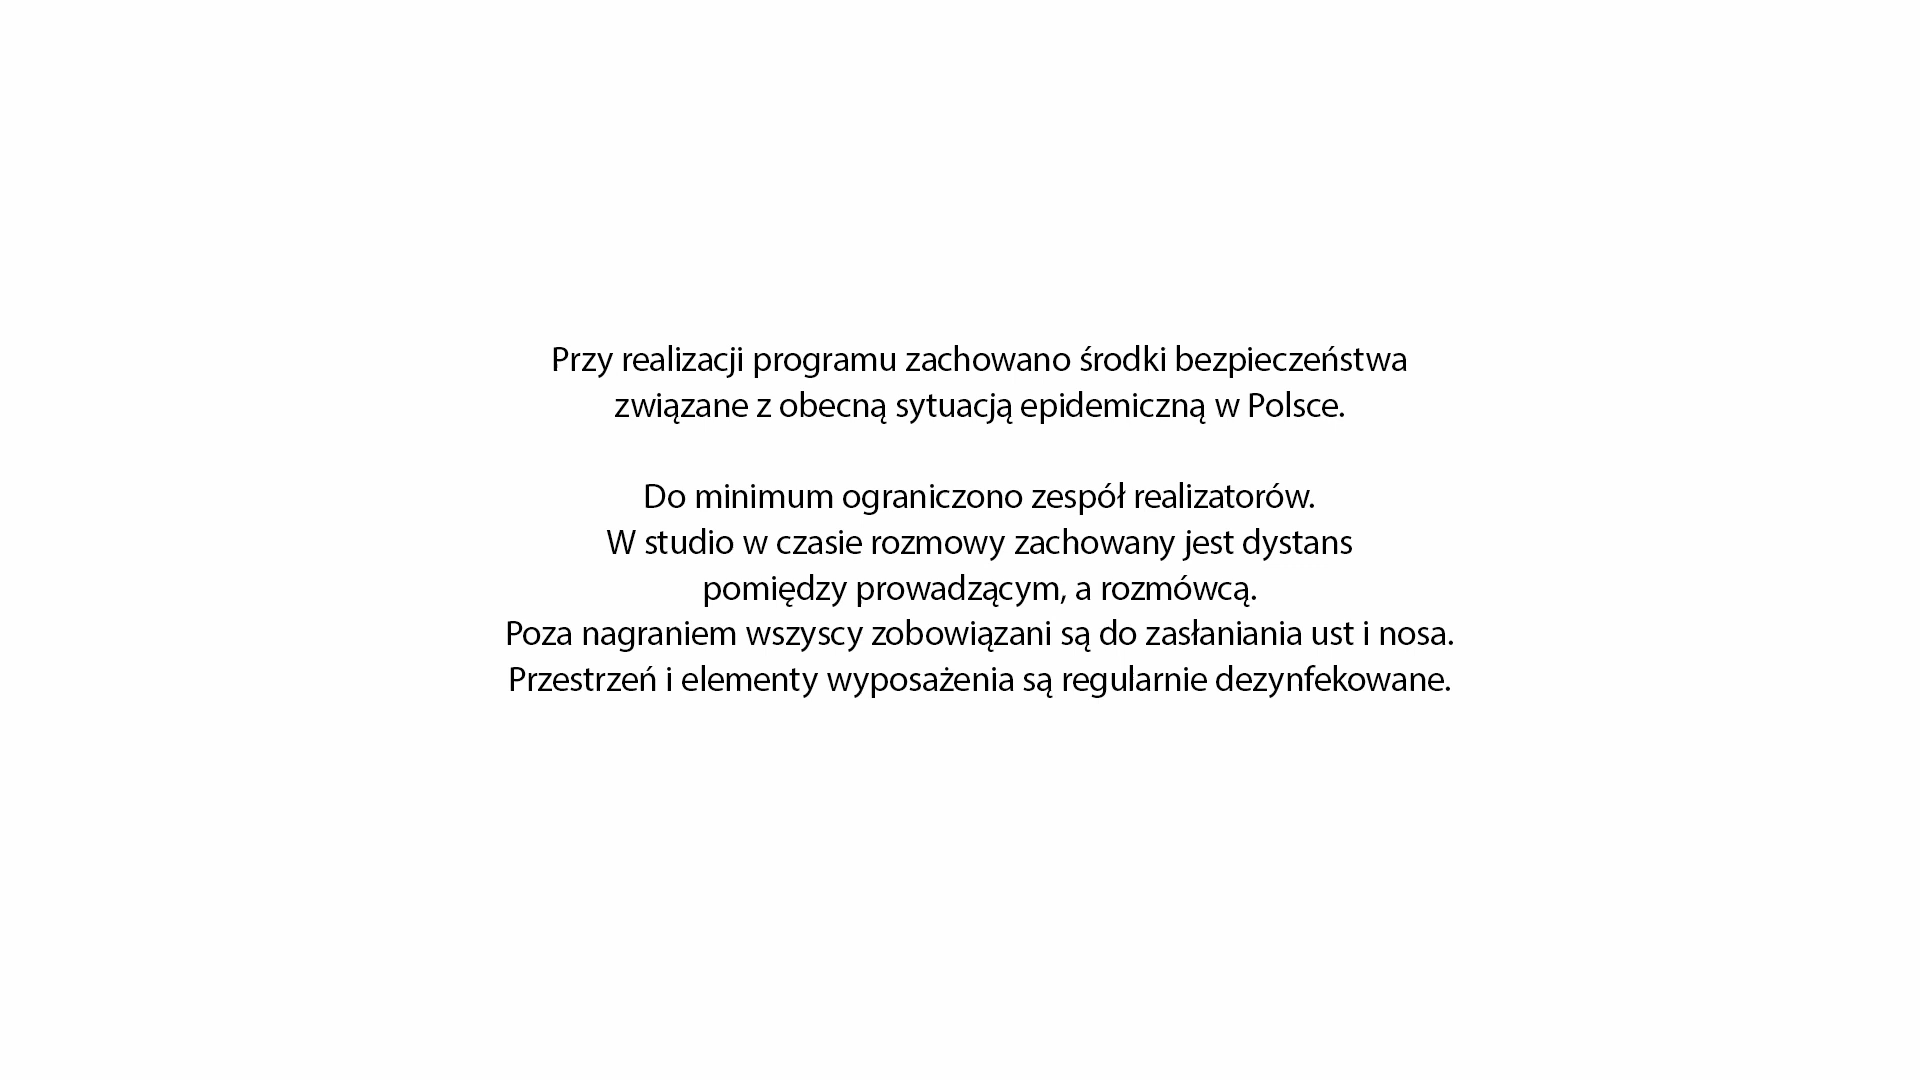 Przy realizacji programu zachowano środki bezpieczeństwa
związane z obecną sytuacją epidemiczną w Polsce.
Do minimum ograniczono zespół realizatorów.
W studio w czasie rozmowy zachowany jest dystans
pomiędzy prowadzącym, a rozmówcą.
Poza nagraniem wszyscy zobowiązani są do zasłaniania ust i nosa.
Przestrzeń i elementy wyposażenia są regularnie dezynfekowane.